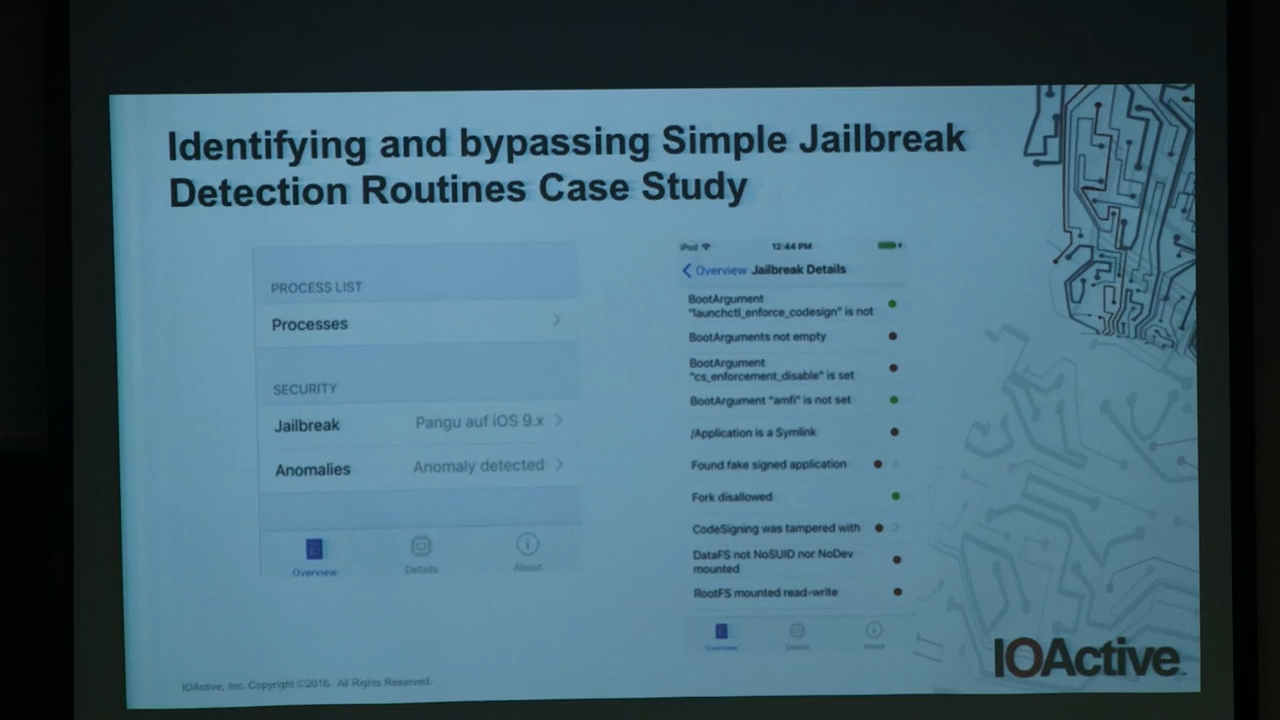 Identifying and bypassing Simple Jailbreak
Detection Routines Case Study
PROCESS LIST
Processes
SECURITY
Jailbreak Pangu auf iOS 9.x
Anomalies Anomaly detected
Overview Details About
iPod 12:44 PM
Overview Jailbreak Details
BootArgument
"launchctl_enforce_codesign" is not
BootArguments not empty
BootArgument
"cs_enforcement_disable" is set
BootArgument "amfi" is not set
/Application is a Symlink
Found fake signed application
Fork disallowed
CodeSigning was tampered with
DataFS not NoSUID nor NoDev
mounted
RootFS mounted read-write
Overview Details About
IOActive, Inc. Copyright ©2016. All Rights Reserved.
IOActive